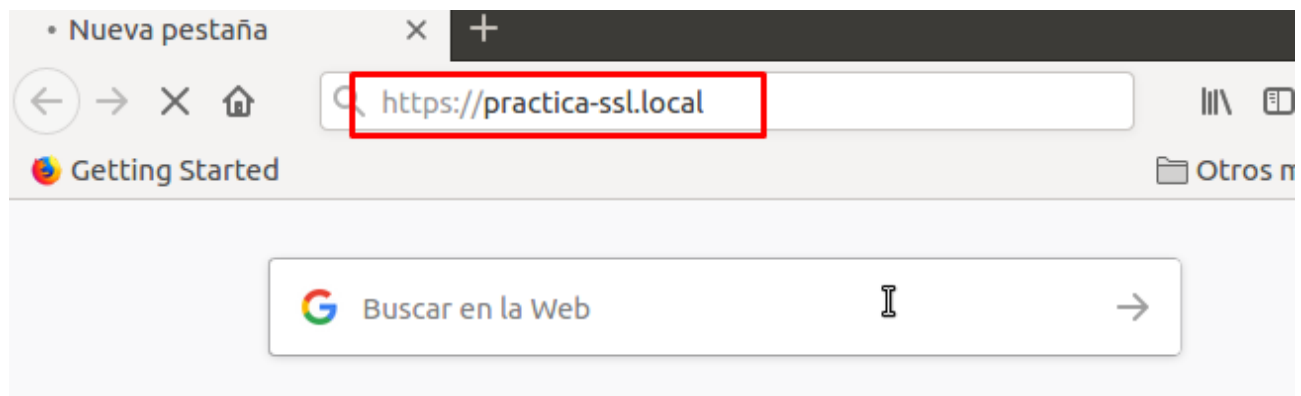 Nueva pestaña
https://practica-ssl.local
Getting Started
Otros m
Buscar en la Web